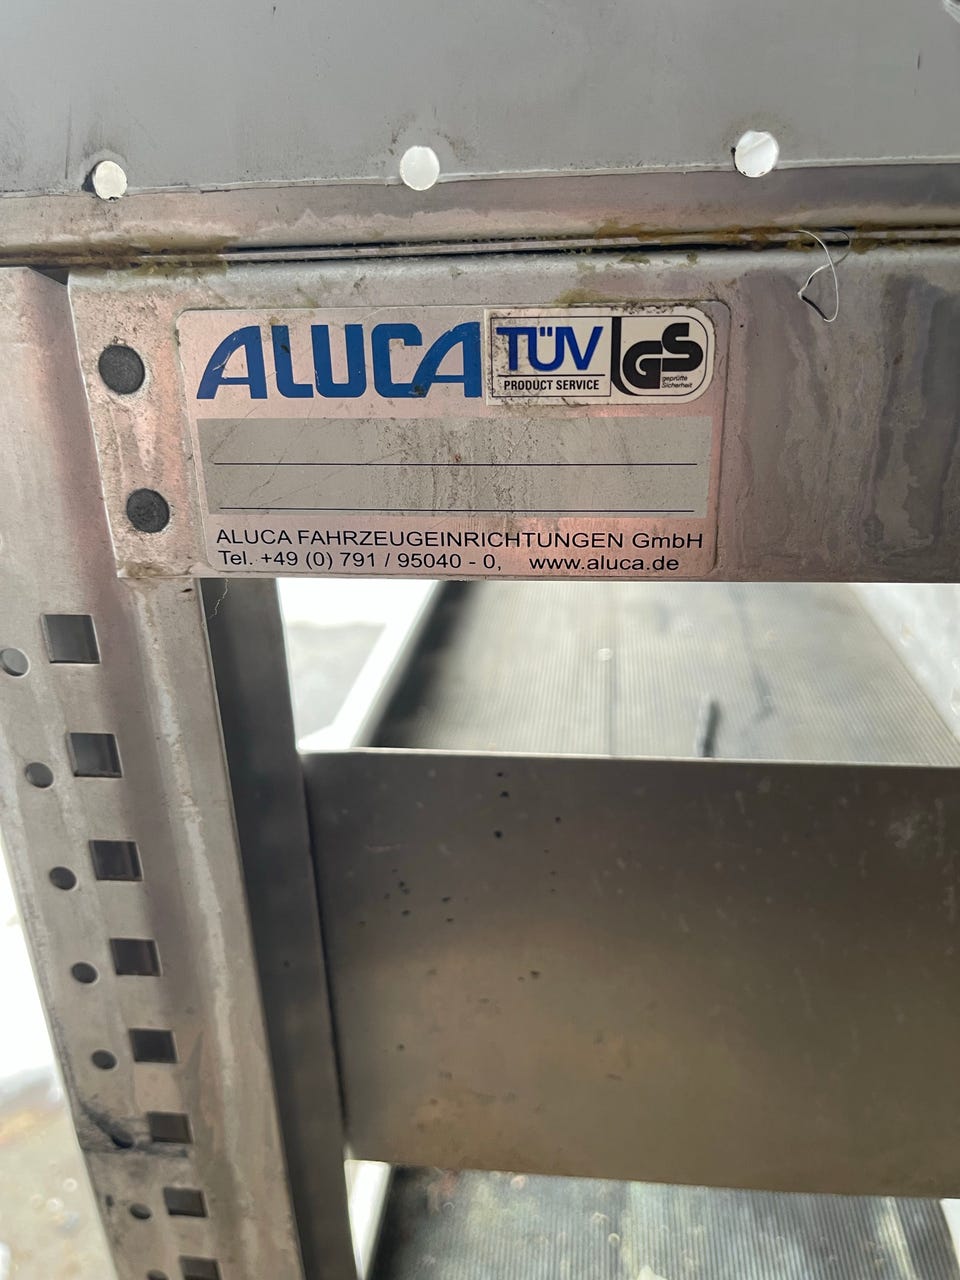 ALUCA
TÜV
PRODUCT SERVICE
GS
geprüfte
Sicherheit
ALUCA FAHRZEUGEINRICHTUNGEN GmbH
Tel. +49 (0) 791 / 95040 - 0, www.aluca.de